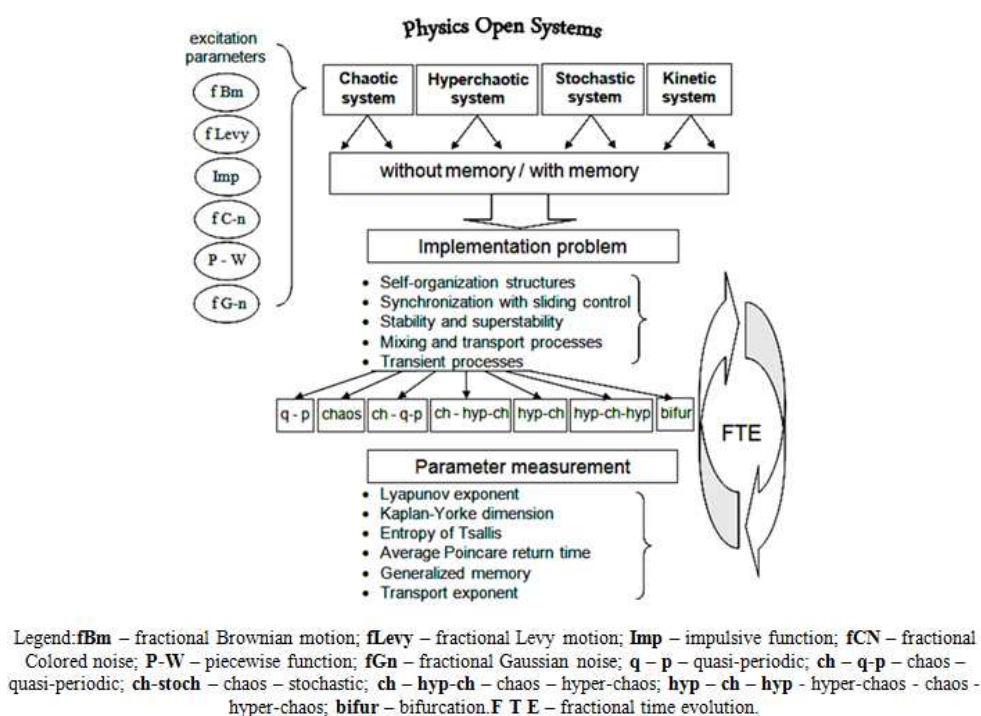 Physics Open Systems
excitation
parameters
f Bm
f Levy
Imp
f C-n
P - W
f G-n
Chaotic
system
Hyperchaotic
system
Stochastic
system
Kinetic
system
without memory / with memory
Implementation problem
• Self-organization structures
• Synchronization with sliding control
• Stability and superstability
• Mixing and transport processes
• Transient processes
q - p
chaos
ch - q-p
ch - hyp-ch
hyp-ch
hyp-ch-hyp
bifur
FTE
Parameter measurement
• Lyapunov exponent
• Kaplan-Yorke dimension
• Entropy of Tsallis
• Average Poincare return time
• Generalized memory
• Transport exponent
Legend:fBm – fractional Brownian motion; fLevy – fractional Levy motion; Imp – impulsive function; fCN – fractional
Colored noise; P-W – piecewise function; fGn – fractional Gaussian noise; q – p – quasi-periodic; ch – q-p – chaos –
quasi-periodic; ch-stoch – chaos – stochastic; ch – hyp-ch – chaos – hyper-chaos; hyp – ch – hyp - hyper-chaos - chaos -
hyper-chaos; bifur – bifurcation.F T E – fractional time evolution.